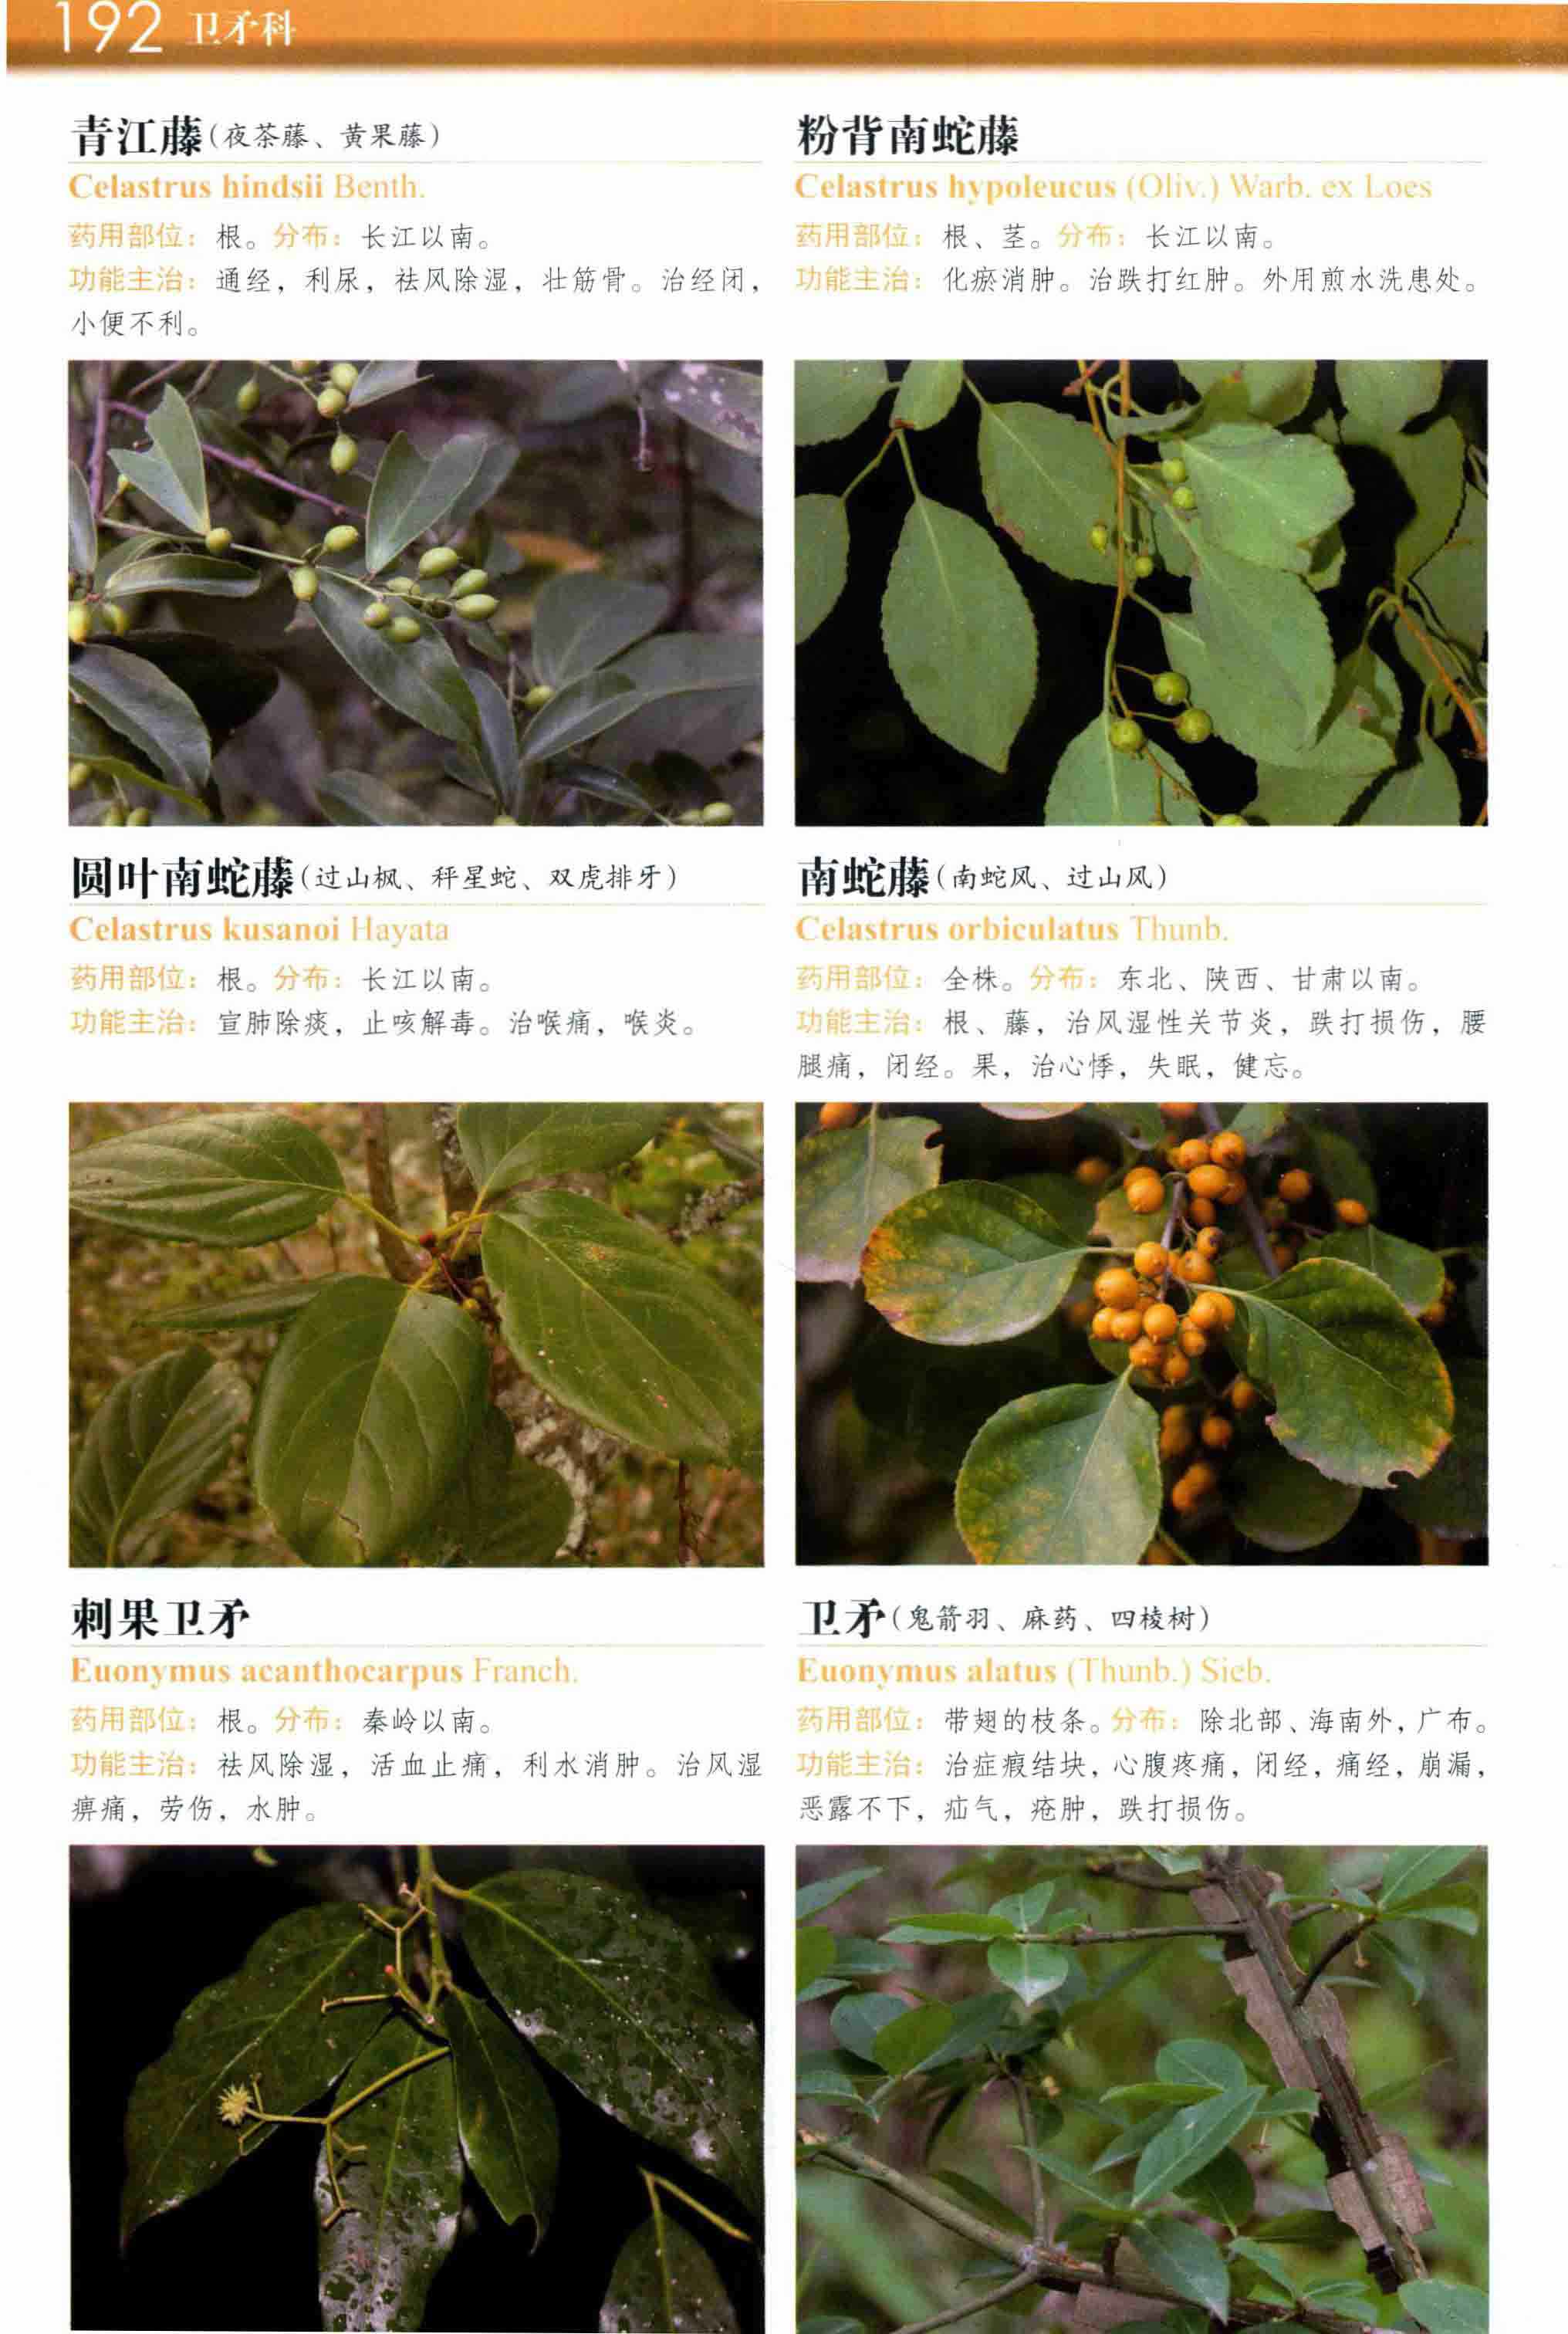 192 卫矛科
青江藤(夜茶藤、黄果藤)
Celastrus hindsii Benth.
药用部位：根。分布：长江以南。
功能主治：通经，利尿，祛风除湿，壮筋骨。治经闭，
小便不利。
粉背南蛇藤
Celastrus hypoleucus (Oliv.) Warb. ex Loes
药用部位：根、茎。分布：长江以南。
功能主治：化瘀消肿。治跌打红肿。外用煎水洗患处。
圆叶南蛇藤(过山枫、秤星蛇、双虎排牙)
Celastrus kusanoi Hayata
药用部位：根。分布：长江以南。
功能主治：宣肺除痰，止咳解毒。治喉痛，喉炎。
南蛇藤(南蛇风、过山风)
Celastrus orbiculatus Thunb.
药用部位：全株。分布：东北、陕西、甘肃以南。
功能主治：根、藤，治风湿性关节炎，跌打损伤，腰
腿痛，闭经。果，治心悸，失眠，健忘。
刺果卫矛
Euonymus acanthocarpus Franch.
药用部位：根。分布：秦岭以南。
功能主治：祛风除湿，活血止痛，利水消肿。治风湿
痹痛，劳伤，水肿。
卫矛(鬼箭羽、麻药、四棱树)
Euonymus alatus (Thunb.) Sieb.
药用部位：带翅的枝条。分布：除北部、海南外，广布。
功能主治：治症瘕结块，心腹疼痛，闭经，痛经，崩漏，
恶露不下，疝气，疮肿，跌打损伤。